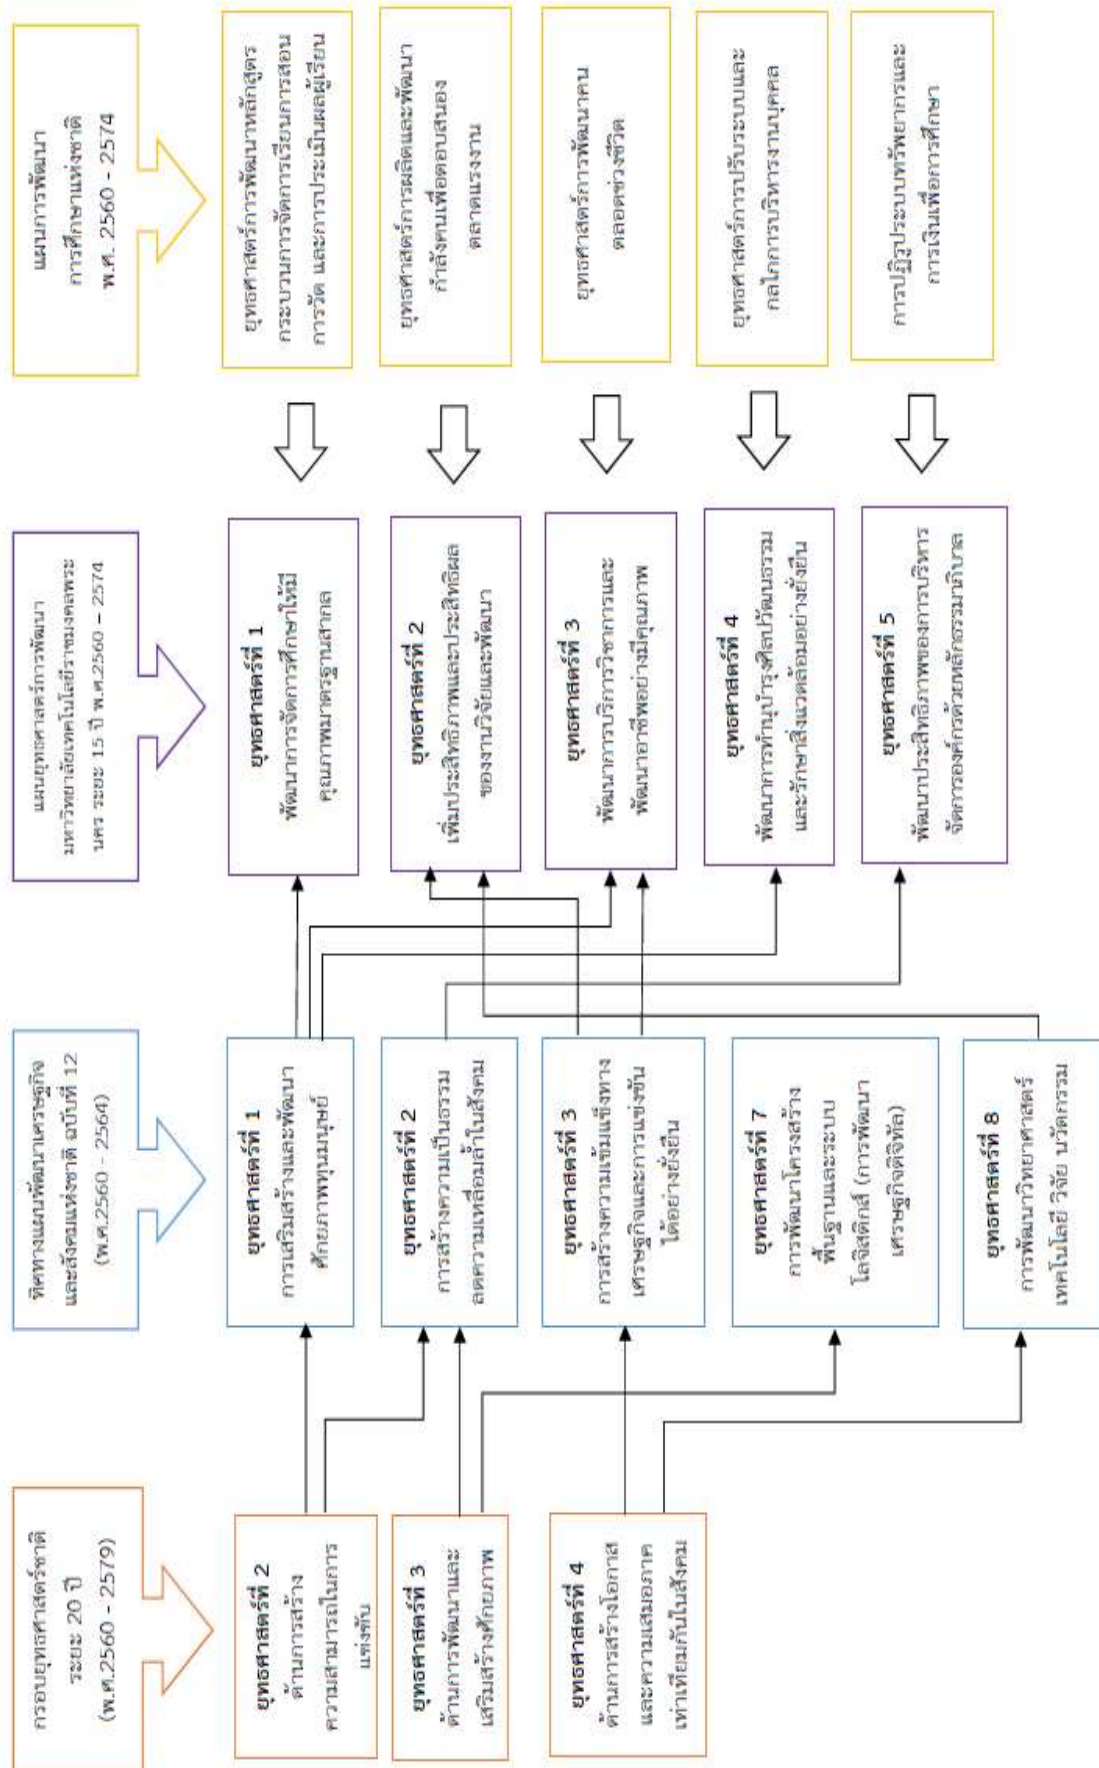 กรอบยุทธศาสตร์ชาติ
ระยะ 20 ปี
(พ.ศ.2560 - 2579)
ยุทธศาสตร์ที่ 2
ด้านการสร้าง
ความสามารถในการ
แข่งขัน
ยุทธศาสตร์ที่ 3
ด้านการพัฒนาและ
เสริมสร้างศักยภาพ
ยุทธศาสตร์ที่ 4
ด้านการสร้างโอกาส
และความเสมอภาค
เท่าเทียมกันในสังคม
ทิศทางแผนพัฒนาเศรษฐกิจ
และสังคมแห่งชาติ ฉบับที่ 12
(พ.ศ.2560 - 2564)
ยุทธศาสตร์ที่ 1
การเสริมสร้างและพัฒนา
ศักยภาพทุนมนุษย์
ยุทธศาสตร์ที่ 2
การสร้างความเป็นธรรม
ลดความเหลื่อมล้ำในสังคม
ยุทธศาสตร์ที่ 3
การสร้างความเข้มแข็งทาง
เศรษฐกิจและการแข่งขัน
ได้อย่างยั่งยืน
ยุทธศาสตร์ที่ 7
การพัฒนาโครงสร้าง
พื้นฐานและระบบ
โลจิสติกส์ (การพัฒนา
เศรษฐกิจดิจิทัล)
ยุทธศาสตร์ที่ 8
การพัฒนาวิทยาศาสตร์
เทคโนโลยี วิจัย นวัตกรรม
แผนยุทธศาสตร์การพัฒนา
มหาวิทยาลัยเทคโนโลยีราชมงคลพระ
นคร ระยะ 15 ปี พ.ศ.2560 – 2574
ยุทธศาสตร์ที่ 1
พัฒนาการจัดการศึกษาให้มี
คุณภาพมาตรฐานสากล
ยุทธศาสตร์ที่ 2
เพิ่มประสิทธิภาพและประสิทธิผล
ของงานวิจัยและพัฒนา
ยุทธศาสตร์ที่ 3
พัฒนาการบริการวิชาการและ
พัฒนาอาชีพอย่างมีคุณภาพ
ยุทธศาสตร์ที่ 4
พัฒนาการทำนุบำรุงศิลปวัฒนธรรม
และรักษาสิ่งแวดล้อมอย่างยั่งยืน
ยุทธศาสตร์ที่ 5
พัฒนาประสิทธิภาพของการบริหาร
จัดการองค์กรด้วยหลักธรรมาภิบาล
แผนการพัฒนา
การศึกษาแห่งชาติ
พ.ศ. 2560 - 2574
ยุทธศาสตร์การพัฒนาหลักสูตร
กระบวนการจัดการเรียนการสอน
การวัด และการประเมินผลผู้เรียน
ยุทธศาสตร์การผลิตและพัฒนา
กำลังคนเพื่อตอบสนอง
ตลาดแรงงาน
ยุทธศาสตร์การพัฒนาคน
ตลอดช่วงชีวิต
ยุทธศาสตร์การปรับระบบและ
กลไกการบริหารงานบุคคล
การปฏิรูประบบทรัพยากรและ
การเงินเพื่อการศึกษา